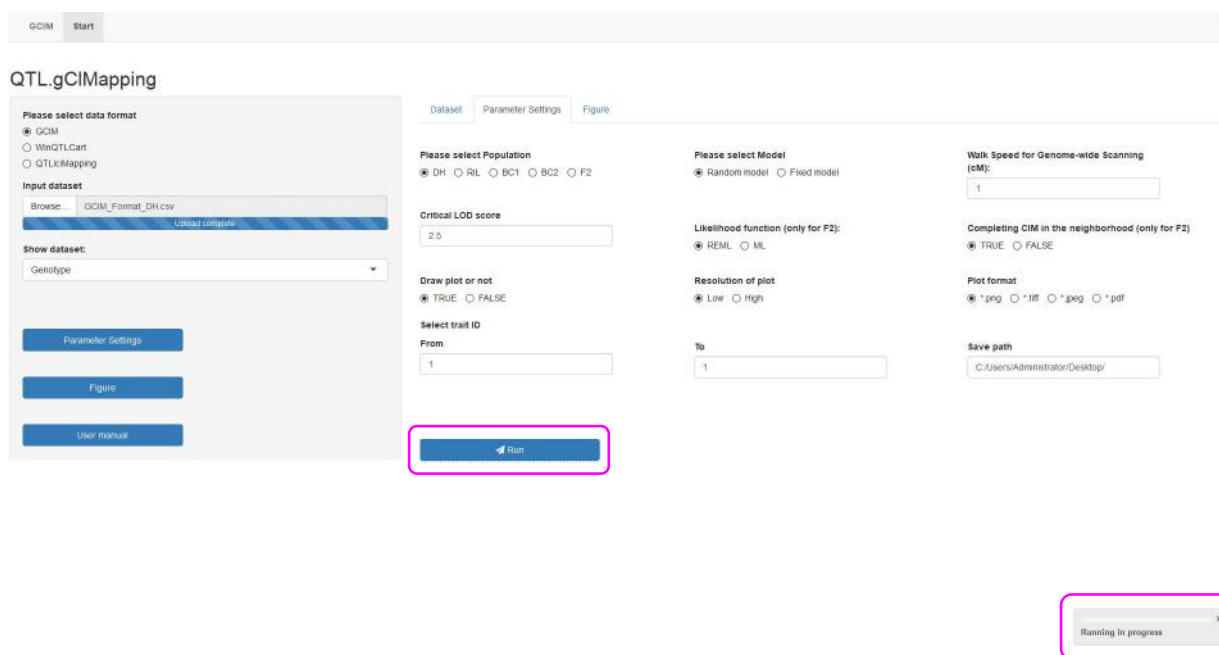 GCIM Start
QTL.gCIMapping
Please select data format
GCIM
WinQTLCart
QTLIciMapping
Input dataset
Browse... GCIM_Format_DH.csv
Upload complete
Show dataset:
Genotype
Parameter Settings
Figure
User manual
Dataset Parameter Settings Figure
Please select Population
DH RIL BC1 BC2 F2
Please select Model
Random model Fixed model
Walk Speed for Genome-wide Scanning
(cM):
1
Critical LOD score
2.5
Likelihood function (only for F2):
REML ML
Completing CIM in the neighborhood (only for F2)
TRUE FALSE
Draw plot or not
TRUE FALSE
Resolution of plot
Low High
Plot format
*.png *.tiff *.jpeg *.pdf
Select trait ID
From
1
To
1
Save path
C:/Users/Administrator/Desktop/
Run
Running in progress